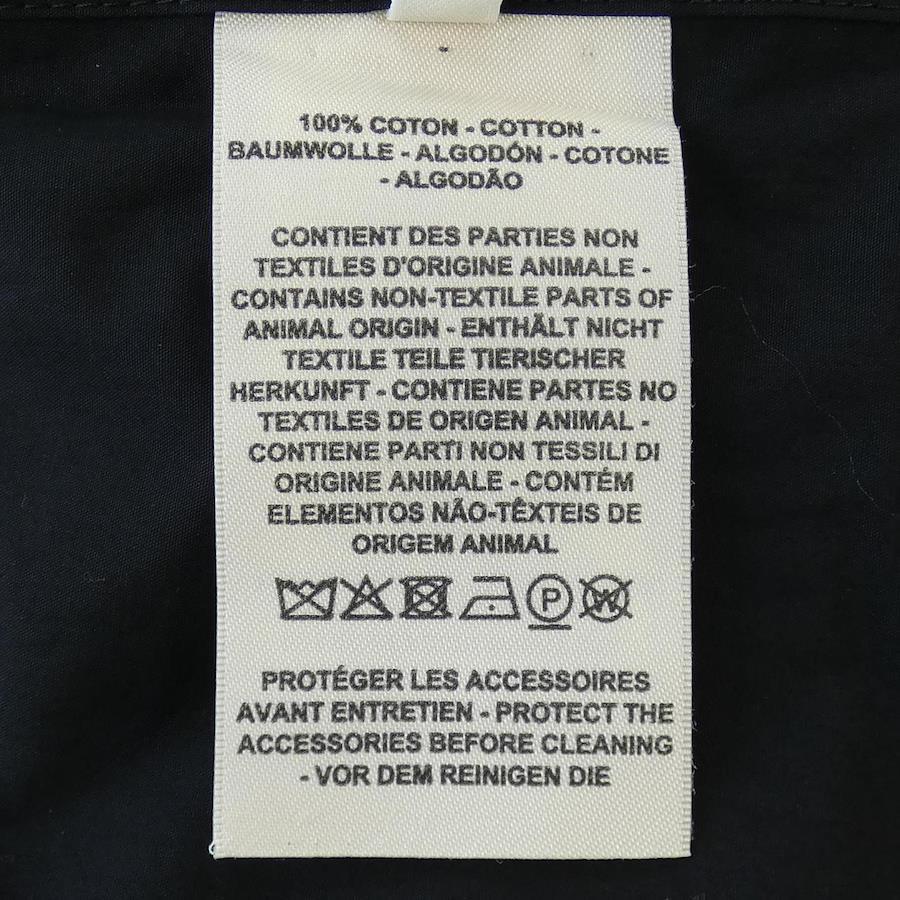 100% COTON - COTTON -
BAUMWOLLE - ALGODÓN - COTONE
- ALGODÃO
CONTIENT DES PARTIES NON
TEXTILES D'ORIGINE ANIMALE -
CONTAINS NON-TEXTILE PARTS OF
ANIMAL ORIGIN - ENTHÄLT NICHT
TEXTILE TEILE TIERISCHER
HERKUNFT - CONTIENE PARTES NO
TEXTILES DE ORIGEN ANIMAL -
CONTIENE PARTI NON TESSILI DI
ORIGINE ANIMALE - CONTÉM
ELEMENTOS NÃO-TÊXTEIS DE
ORIGEM ANIMAL
P W
PROTÉGER LES ACCESSOIRES
AVANT ENTRETIEN - PROTECT THE
ACCESSORIES BEFORE CLEANING
- VOR DEM REINIGEN DIE